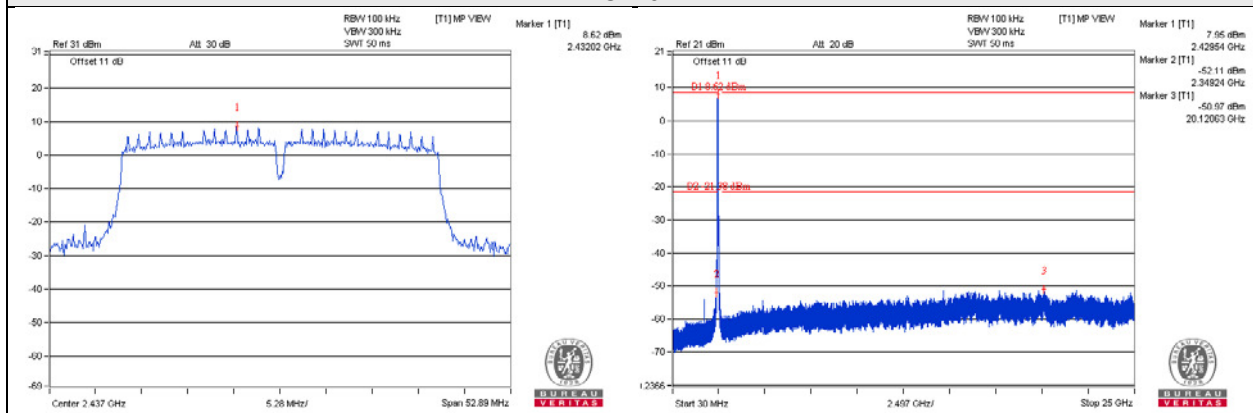 RBW 100 kHz
[T1] MP VIEW
VBW 300 kHz
Ref 31 dBm
Att 30 dB
SWT 50 ms
Marker 1 [T1]
8.62 dBm
2.43202 GHz
Offset 11 dB
31
20
10
0
-10
-20
-30
-40
-50
-60
-69
1
Center 2.437 GHz
5.28 MHz/
Span 52.89 MHz
BUREAU
VERITAS
RBW 100 kHz
[T1] MP VIEW
VBW 300 kHz
Ref 21 dBm
Att 20 dB
SWT 50 ms
Marker 1 [T1]
7.95 dBm
2.42954 GHz
Marker 2 [T1]
-52.11 dBm
2.34924 GHz
Marker 3 [T1]
-50.97 dBm
20.12063 GHz
Offset 11 dB
21
10
0
-10
-20
-30
-40
-50
-60
-70
1
D1 8.62 dBm
D2 -21.38 dBm
2
3
Start 30 MHz
2.497 GHz/
Stop 25 GHz
BUREAU
VERITAS